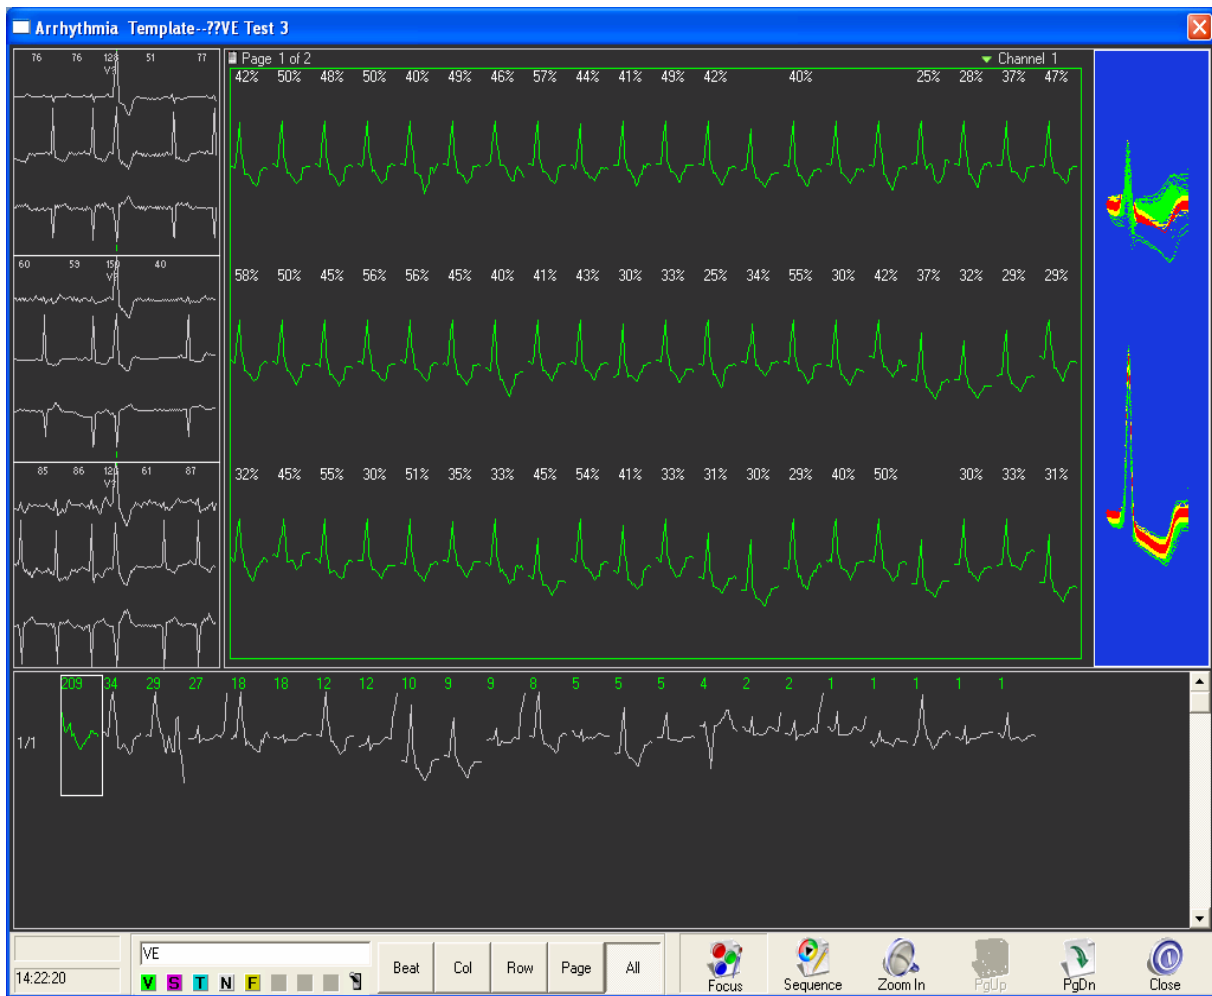 Arrhythmia Template--??VE Test 3
76 76 128 51 77
V?
Page 1 of 2
Channel 1
42% 50% 48% 50% 40% 49% 46% 57% 44% 41% 49% 42% 40% 25% 28% 37% 47%
60 59 150 40
V?
58% 50% 45% 56% 56% 45% 40% 41% 43% 30% 33% 25% 34% 55% 30% 42% 37% 32% 29% 29%
85 86 61 87
V?
32% 45% 55% 30% 51% 35% 33% 45% 54% 41% 33% 31% 30% 29% 40% 50% 30% 33% 31%
209 34 29 27 18 18 12 12 10 9 9 8 5 5 5 4 2 2 1 1 1 1 1
1/1
VE
14:22:20
V S T N F
Beat Col Row Page All
Focus Sequence Zoom In PgUp PgDn Close